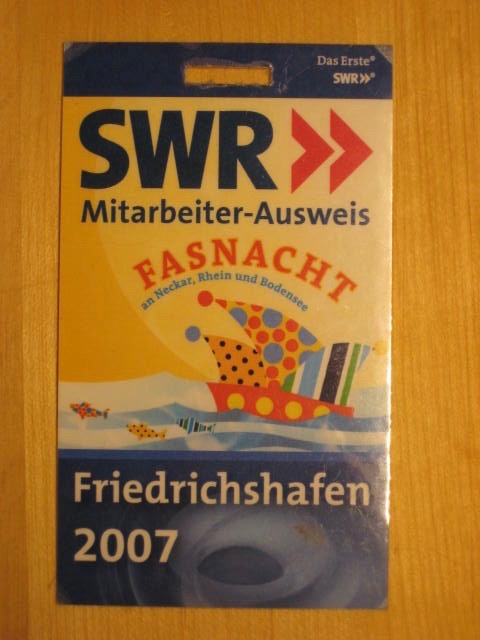 Das Erste®
SWR»®
SWR»
Mitarbeiter-Ausweis
FASNACHT
an Neckar, Rhein und Bodensee
Friedrichshafen
2007